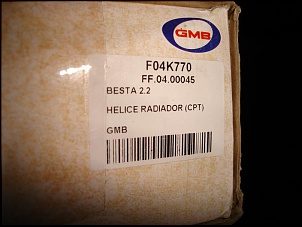 GMB
F04K770
FF.04.00045
BESTA 2.2
HELICE RADIADOR (CPT)
GMB